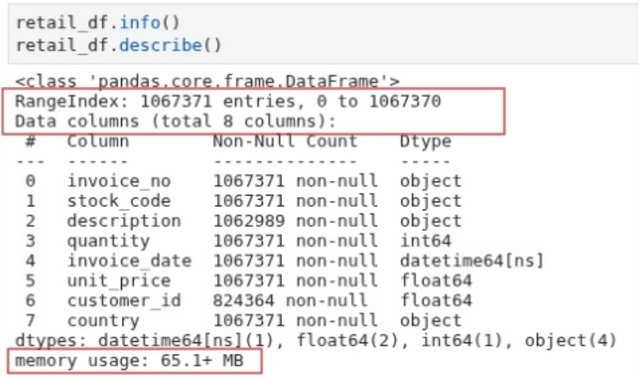 retail_df.info()
retail_df.describe()
<class 'pandas.core.frame.DataFrame'>
RangeIndex: 1067371 entries, 0 to 1067370
Data columns (total 8 columns):
 #   Column        Non-Null Count    Dtype
---  ------        --------------    -----
 0   invoice_no    1067371 non-null  object
 1   stock_code    1067371 non-null  object
 2   description   1062989 non-null  object
 3   quantity      1067371 non-null  int64
 4   invoice_date  1067371 non-null  datetime64[ns]
 5   unit_price    1067371 non-null  float64
 6   customer_id   824364 non-null   float64
 7   country       1067371 non-null  object
dtypes: datetime64[ns](1), float64(2), int64(1), object(4)
memory usage: 65.1+ MB